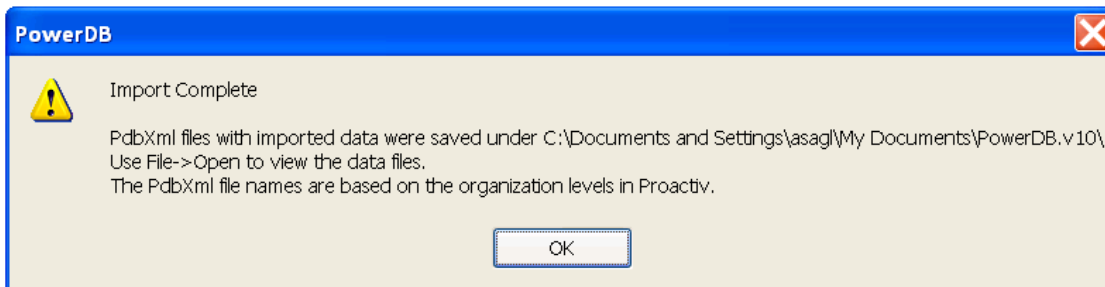 PowerDB
Import Complete
PdbXml files with imported data were saved under C:\Documents and Settings\asagl\My Documents\PowerDB.v10\
Use File->Open to view the data files.
The PdbXml file names are based on the organization levels in Proactiv.
OK